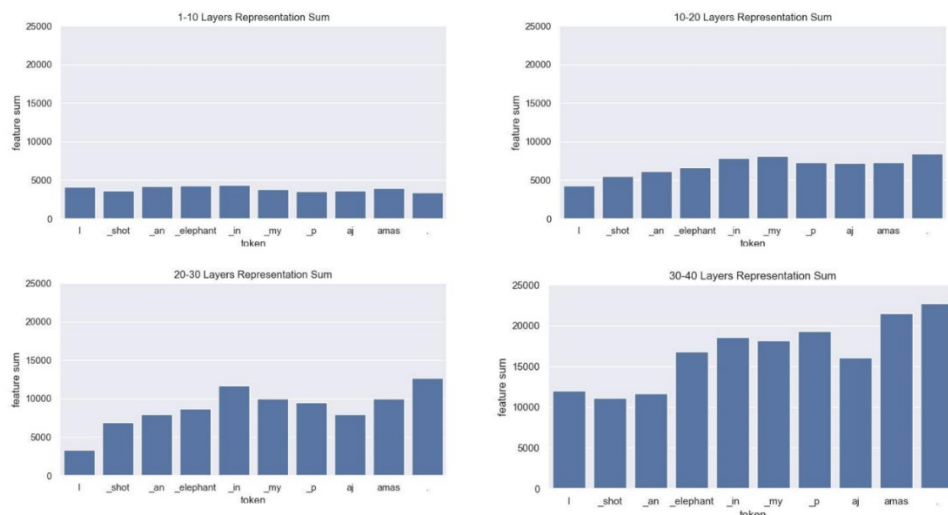 1-10 Layers Representation Sum
25000
20000
15000
10000
5000
0
feature sum
I _shot _an _elephant _in _my _p aj amas .
token
10-20 Layers Representation Sum
25000
20000
15000
10000
5000
0
feature sum
I _shot _an _elephant _in _my _p aj amas .
token
20-30 Layers Representation Sum
25000
20000
15000
10000
5000
0
feature sum
I _shot _an _elephant _in _my _p aj amas .
token
30-40 Layers Representation Sum
25000
20000
15000
10000
5000
0
feature sum
I _shot _an _elephant _in _my _p aj amas .
token